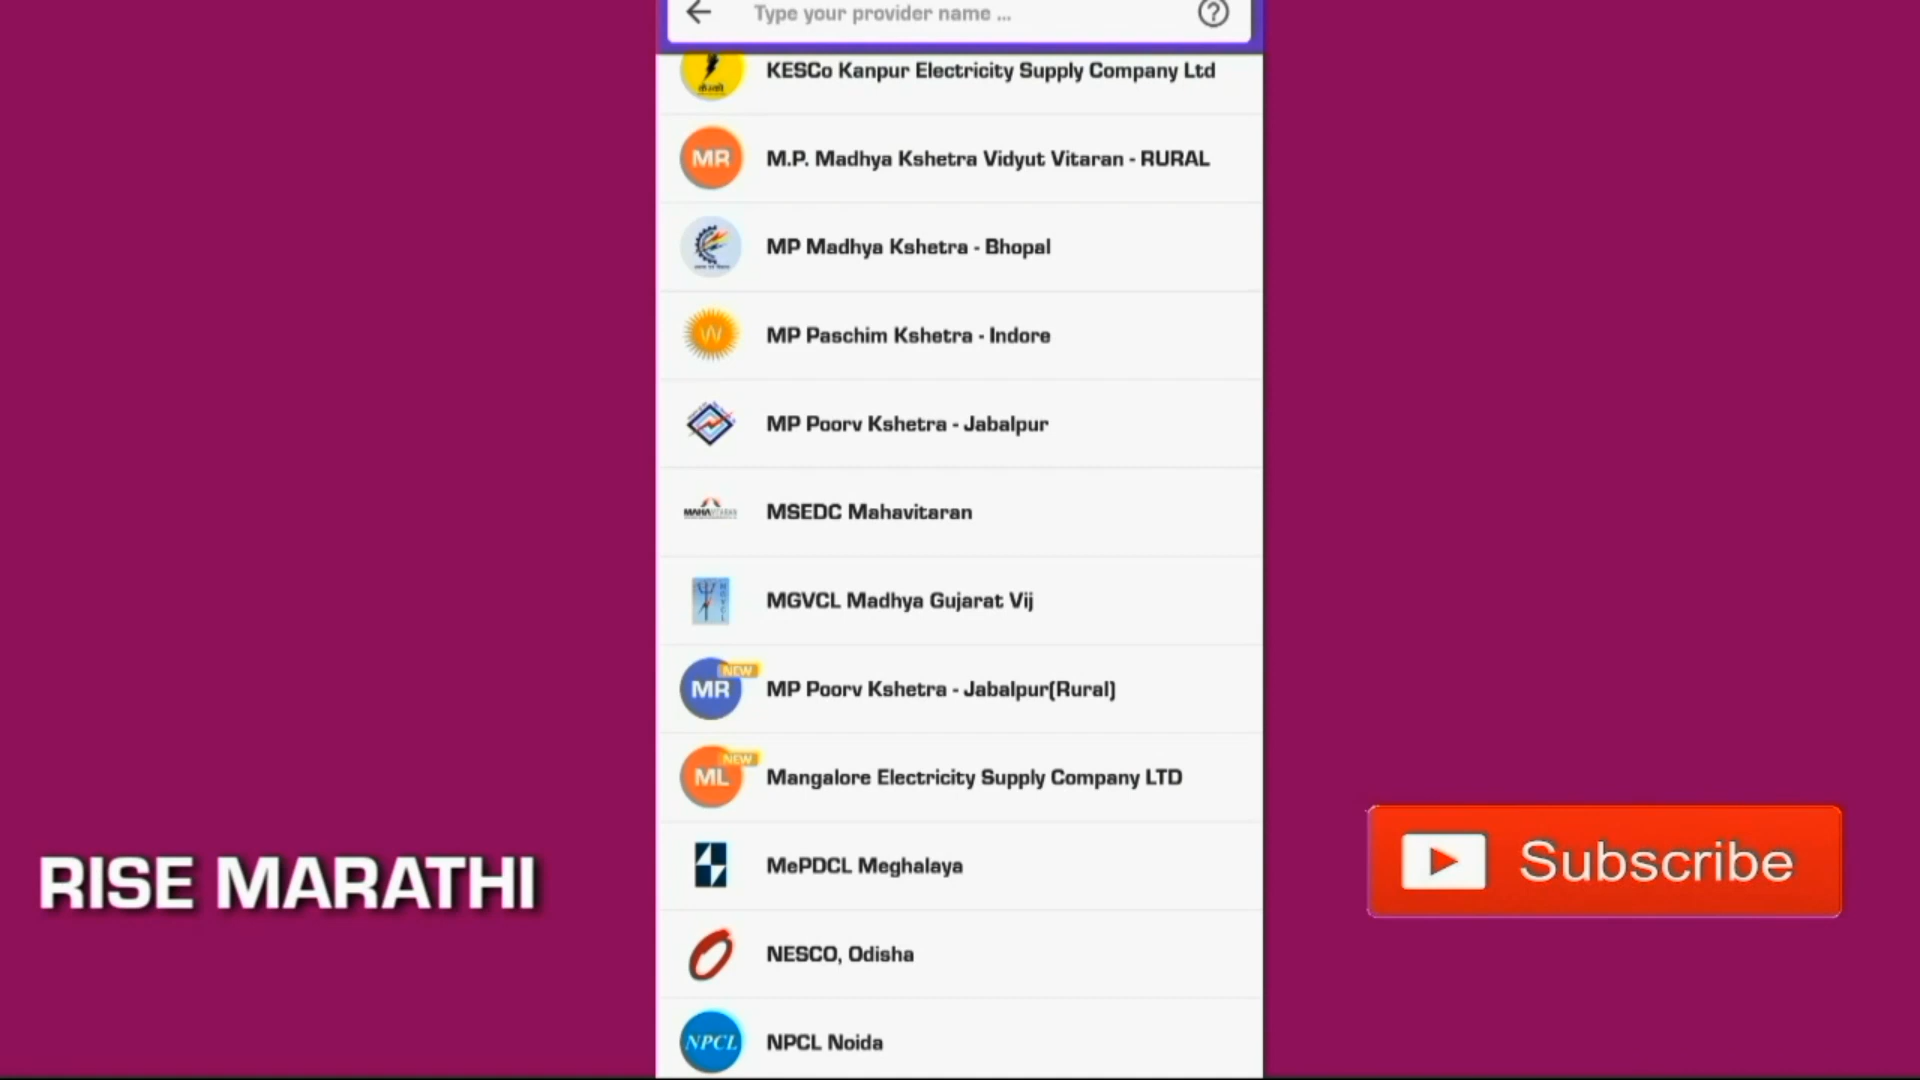 Type your provider name ...
केस्को
KESCo Kanpur Electricity Supply Company Ltd
MR
M.P. Madhya Kshetra Vidyut Vitaran - RURAL
MP Madhya Kshetra - Bhopal
W
MP Paschim Kshetra - Indore
MP Poorv Kshetra - Jabalpur
MAHAVITARAN
MSEDC Mahavitaran
MGVCL
MGVCL Madhya Gujarat Vij
NEW
MR
MP Poorv Kshetra - Jabalpur(Rural)
NEW
ML
Mangalore Electricity Supply Company LTD
MePDCL Meghalaya
NESCO, Odisha
NPCL
NPCL Noida
RISE MARATHI
Subscribe